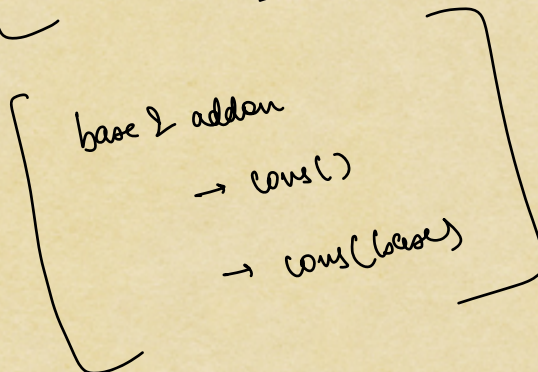 base & addon
→ cons()
→ cons(base)